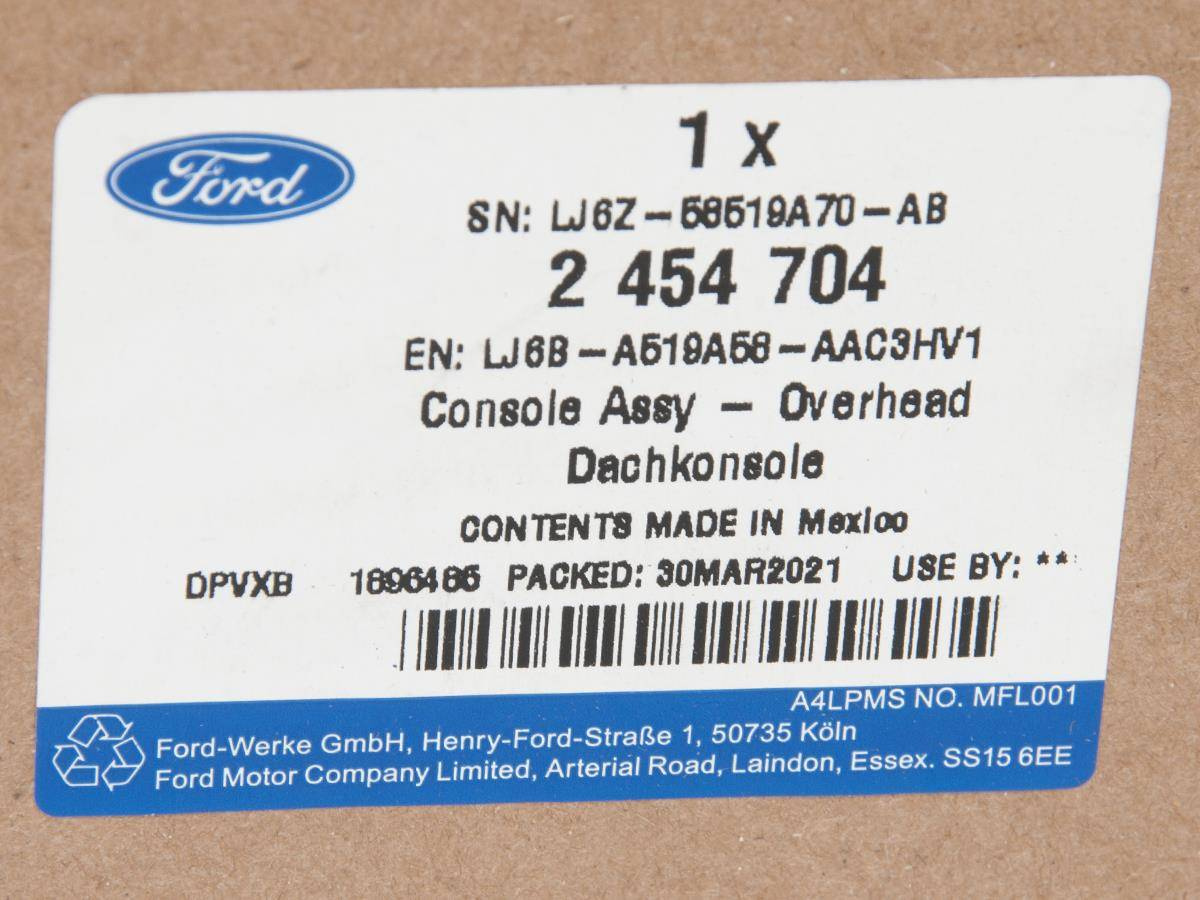 Ford
1 x
SN: LJ6Z-58519A70-AB
2 454 704
EN: LJ6B-A519A58-AAC3HV1
Console Assy - Overhead
Dachkonsole
CONTENTS MADE IN Mexico
DPVXB PACKED: 30MAR2021 USE BY: **
A4LPMS NO. MFL001
Ford-Werke GmbH, Henry-Ford-Straße 1, 50735 Köln
Ford Motor Company Limited, Arterial Road, Laindon, Essex. SS15 6EE